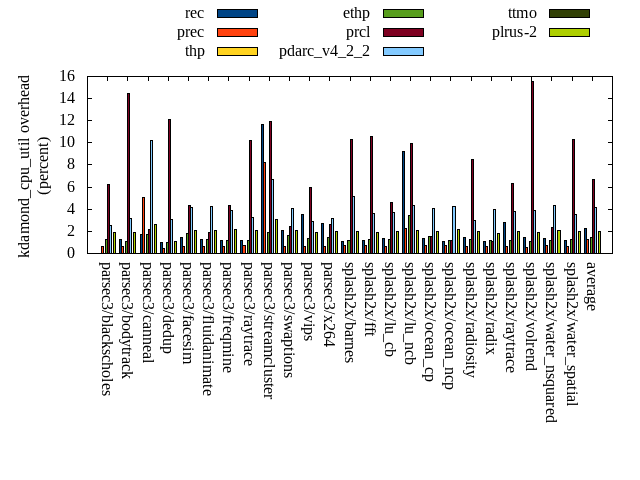 rec
prec
thp
ethp
prcl
pdarc_v4_2_2
ttmo
plrus-2
kdamond_cpu_util overhead
(percent)
16
14
12
10
8
6
4
2
0
parsec3/blackscholes
parsec3/bodytrack
parsec3/canneal
parsec3/dedup
parsec3/facesim
parsec3/fluidanimate
parsec3/freqmine
parsec3/raytrace
parsec3/streamcluster
parsec3/swaptions
parsec3/vips
parsec3/x264
splash2x/barnes
splash2x/fft
splash2x/lu_cb
splash2x/lu_ncb
splash2x/ocean_cp
splash2x/ocean_ncp
splash2x/radiosity
splash2x/radix
splash2x/raytrace
splash2x/volrend
splash2x/water_nsquared
splash2x/water_spatial
average